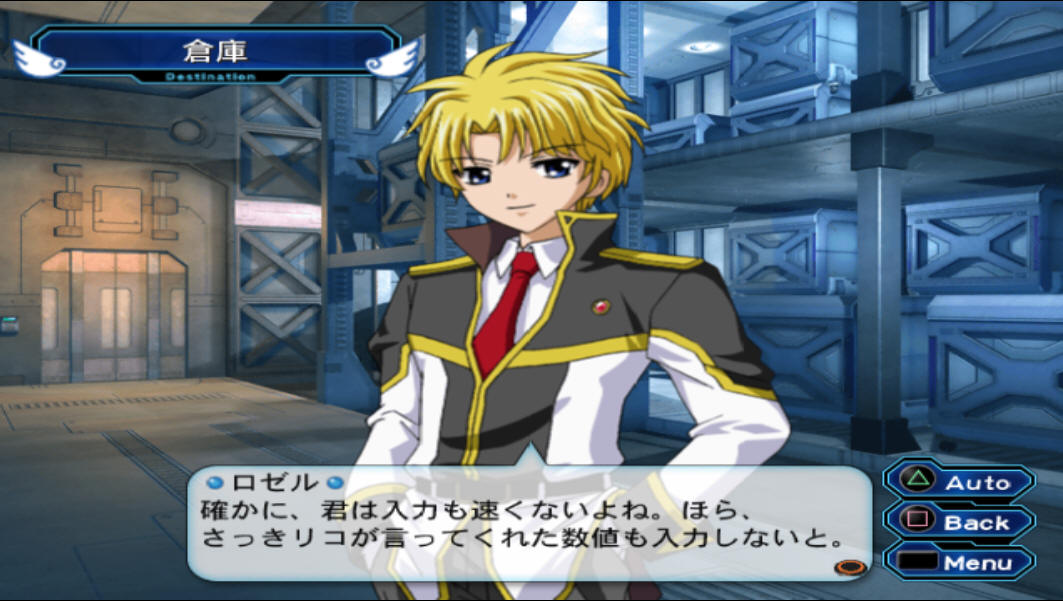 倉庫
Destination
ロゼル
確かに、君は入力も速くないよね。ほら、
さっきリコが言ってくれた数値も入力しないと。
Auto
Back
Menu